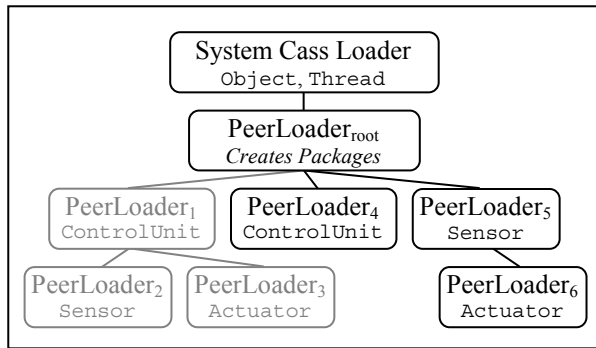 System Cass Loader
Object, Thread
PeerLoaderroot
Creates Packages
PeerLoader1
ControlUnit
PeerLoader4
ControlUnit
PeerLoader5
Sensor
PeerLoader2
Sensor
PeerLoader3
Actuator
PeerLoader6
Actuator